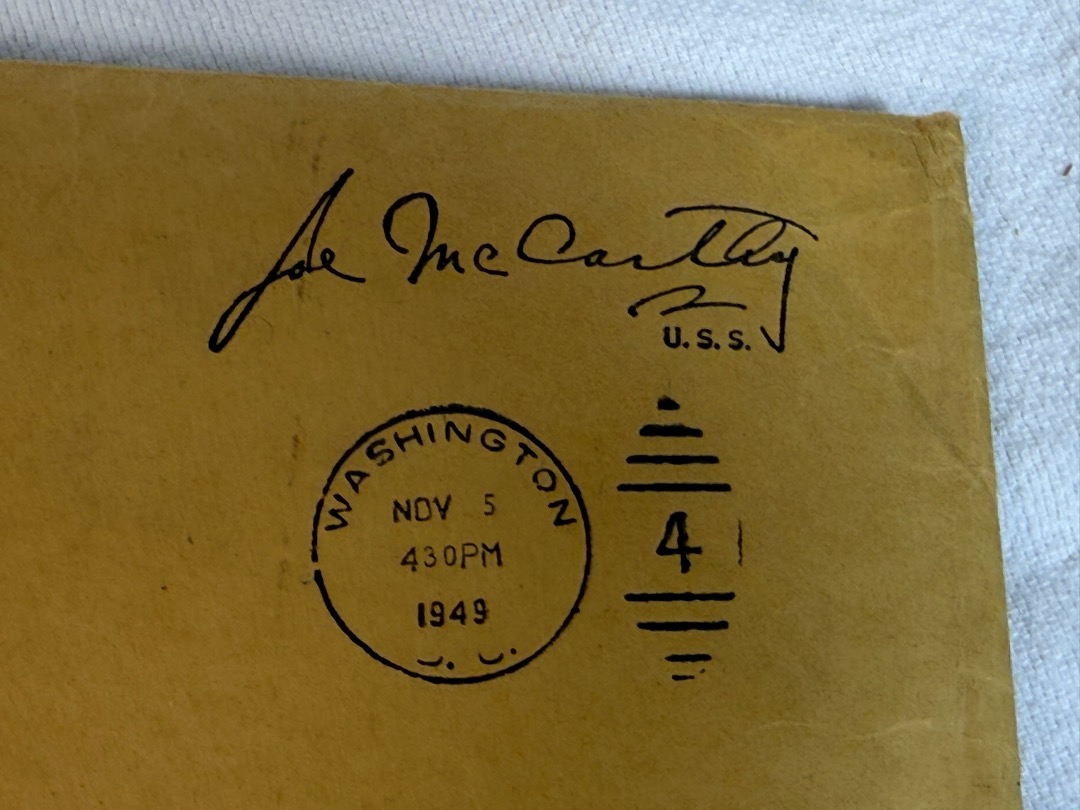 Joe McCarthy
U.S.S.
WASHINGTON
NOV 5
430PM
1949
4